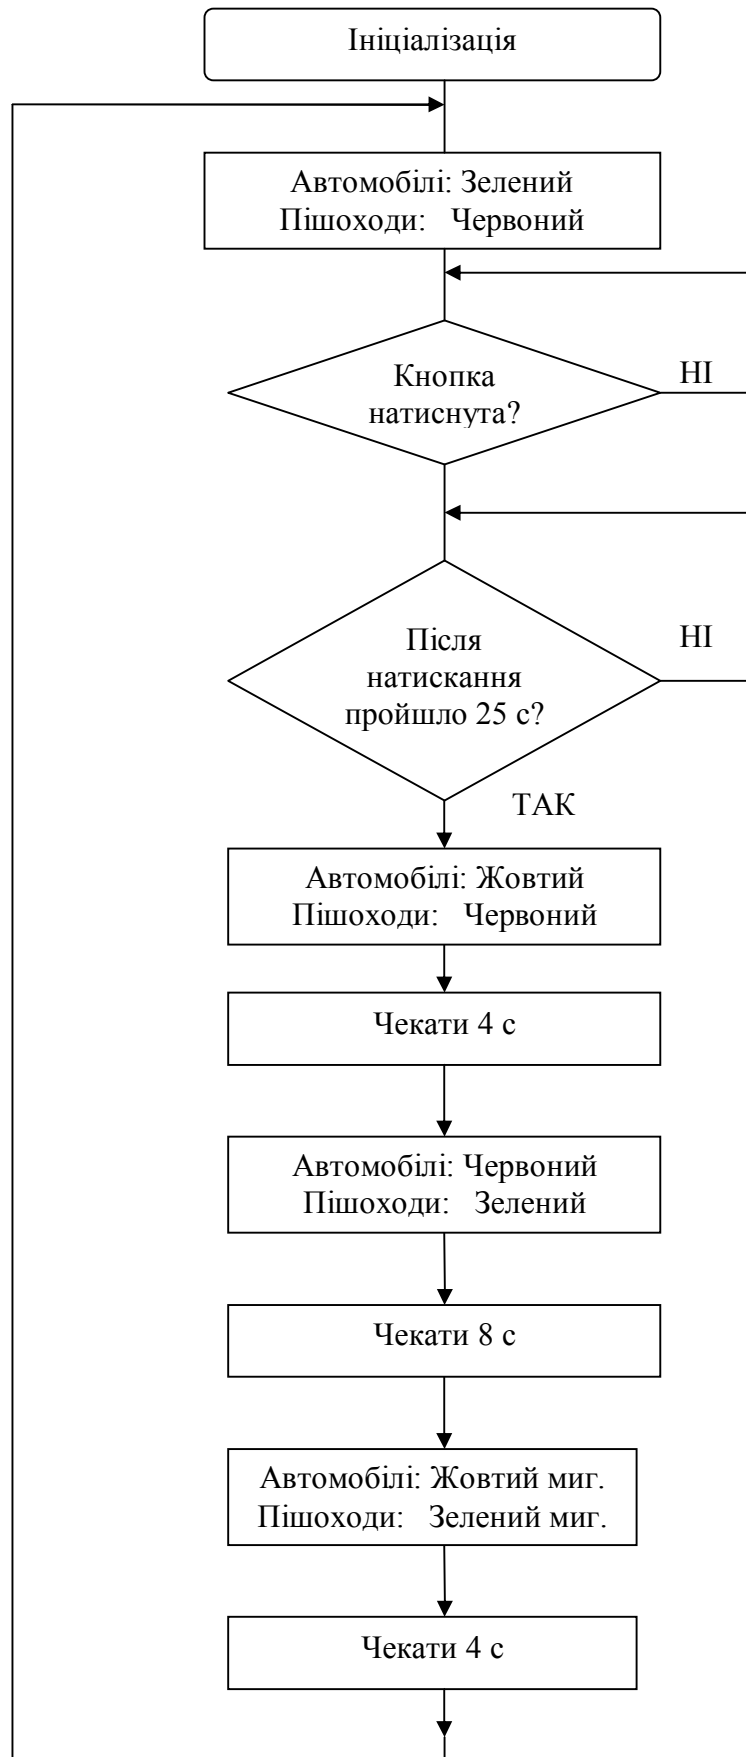 Ініціалізація
Автомобілі: Зелений
Пішоходи: Червоний
Кнопка
натиснута?
НІ
Після
натискання
пройшло 25 с?
НІ
ТАК
Автомобілі: Жовтий
Пішоходи: Червоний
Чекати 4 с
Автомобілі: Червоний
Пішоходи: Зелений
Чекати 8 с
Автомобілі: Жовтий миг.
Пішоходи: Зелений миг.
Чекати 4 с